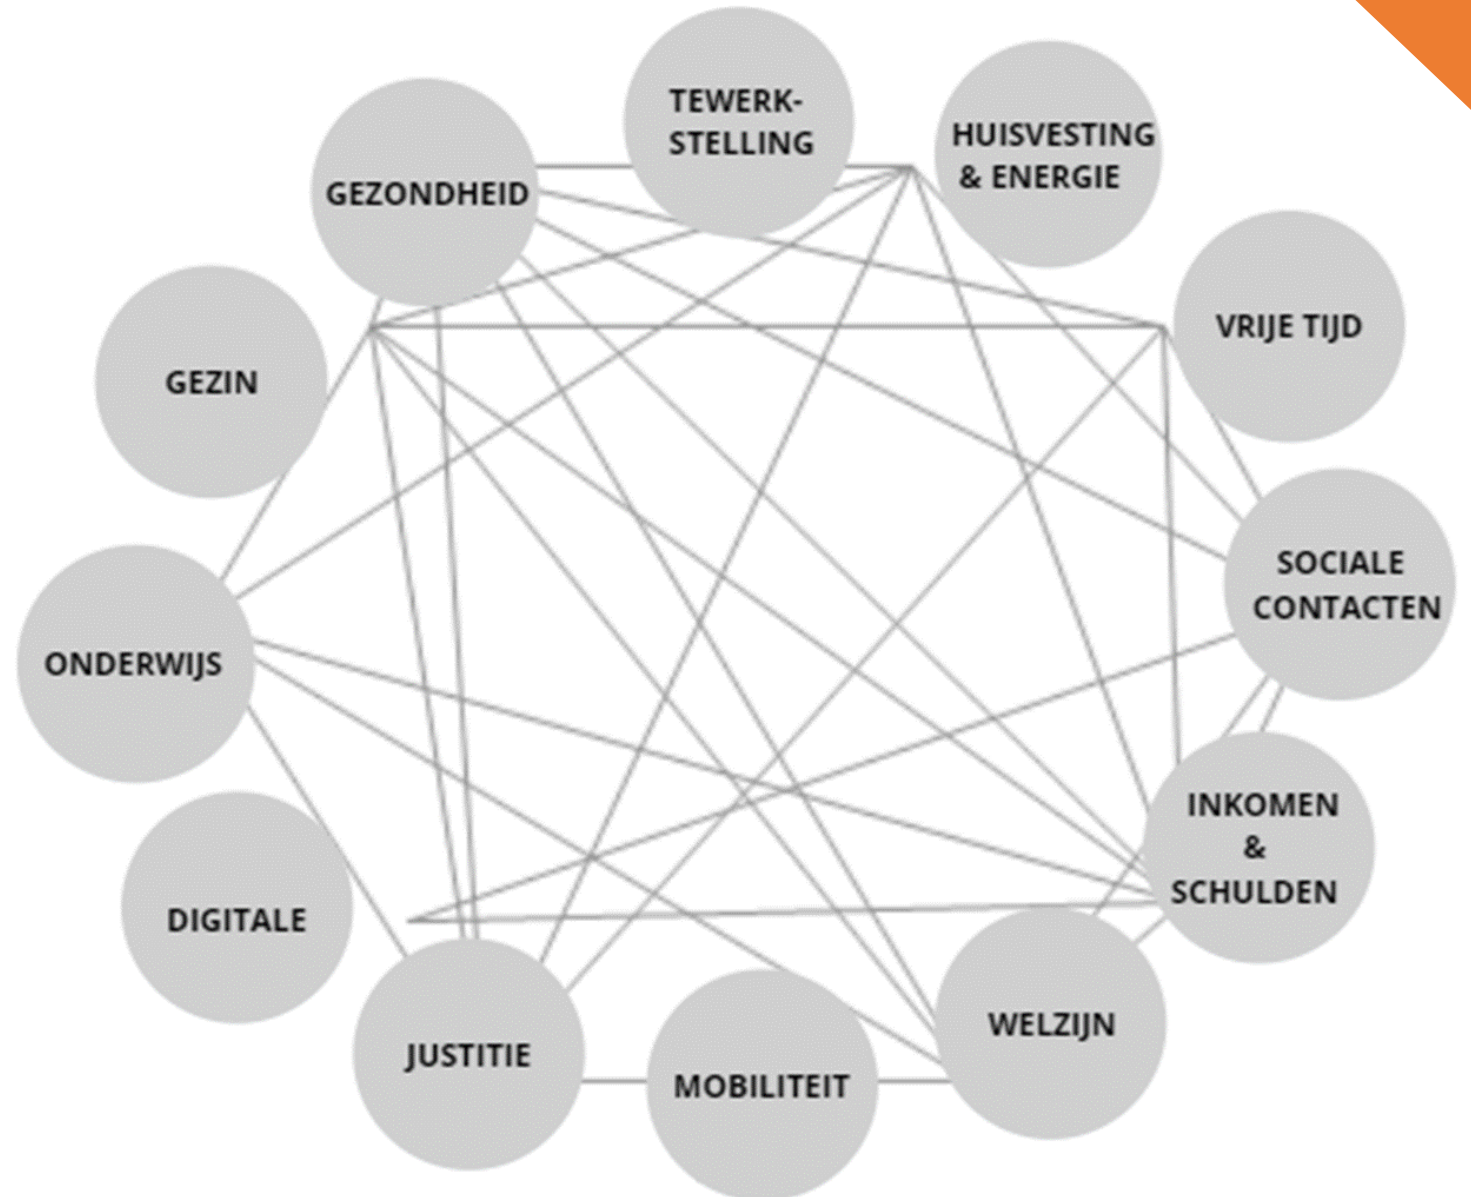 TEWERK-
STELLING
HUISVESTING
& ENERGIE
GEZONDHEID
VRIJE TIJD
GEZIN
SOCIALE
CONTACTEN
ONDERWIJS
INKOMEN
&
SCHULDEN
DIGITALE
WELZIJN
JUSTITIE
MOBILITEIT